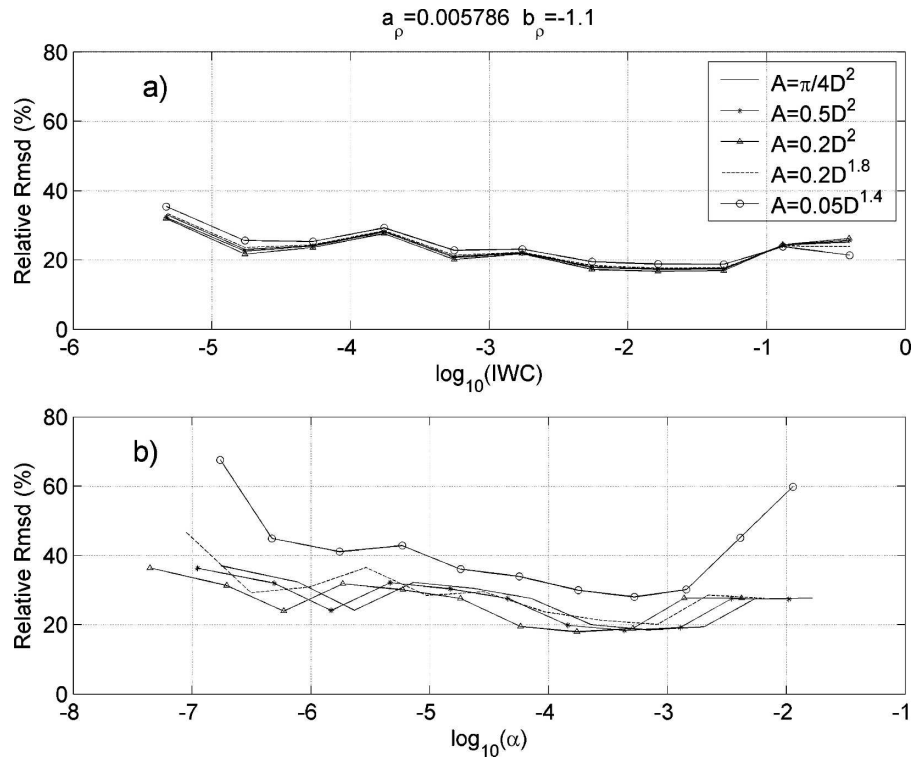 a_ρ=0.005786 b_ρ=-1.1
80
60
40
20
0
Relative Rmsd (%)
a)
A=π/4D^2
A=0.5D^2
A=0.2D^2
A=0.2D^1.8
A=0.05D^1.4
-6 -5 -4 -3 -2 -1 0
log_10(IWC)
80
60
40
20
0
Relative Rmsd (%)
b)
-8 -7 -6 -5 -4 -3 -2 -1
log_10(α)